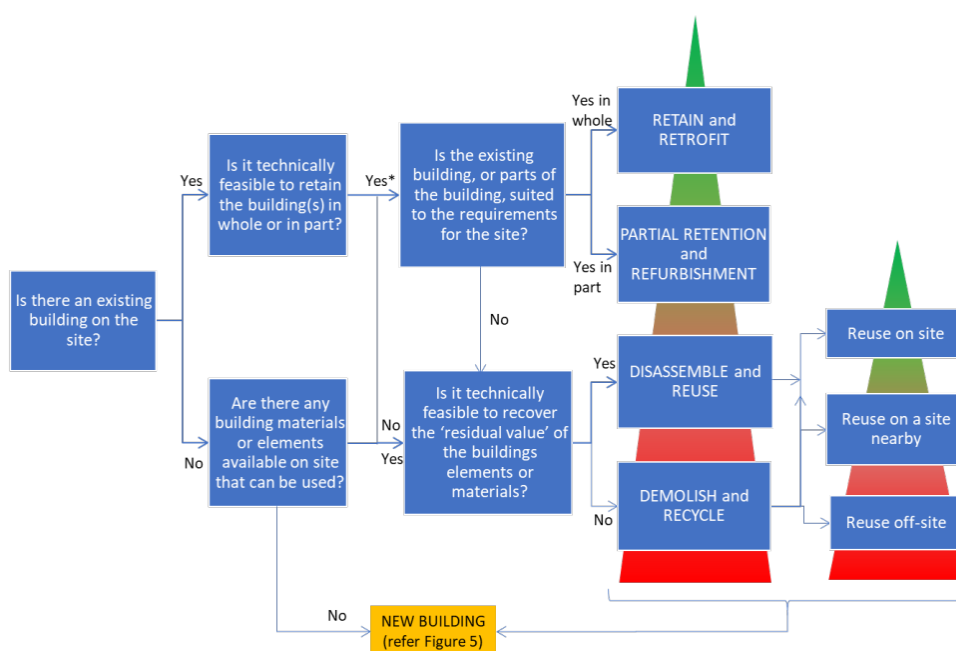 Is there an existing
building on the
site?
Yes
No
Is it technically
feasible to retain
the building(s) in
whole or in part?
Are there any
building materials
or elements
available on site
that can be used?
Yes*
No
Yes
Is the existing
building, or parts
of the building,
suited to the
requirements
for the site?
No
Is it technically
feasible to recover
the ‘residual value’ of
the buildings
elements or
materials?
Yes in
whole
Yes in
part
Yes
No
RETAIN and
RETROFIT
PARTIAL RETENTION
and
REFURBISHMENT
DISASSEMBLE and
REUSE
DEMOLISH and
RECYCLE
Reuse on site
Reuse on a site
nearby
Reuse off-site
No
NEW BUILDING
(refer Figure 5)